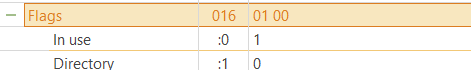 Flags 016 01 00
In use :0 1
Directory :1 0